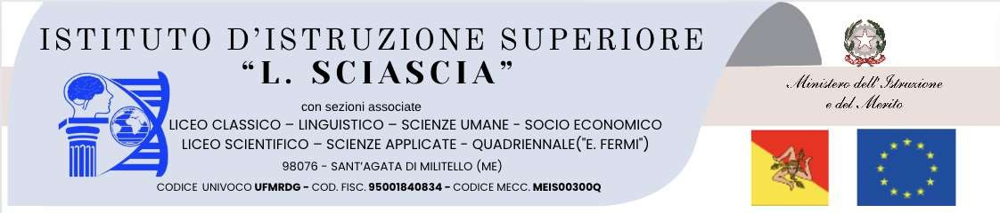 ISTITUTO D'ISTRUZIONE SUPERIORE
"L. SCIASCIA"
con sezioni associate
LICEO CLASSICO – LINGUISTICO – SCIENZE UMANE - SOCIO ECONOMICO
LICEO SCIENTIFICO – SCIENZE APPLICATE - QUADRIENNALE("E. FERMI")
98076 - SANT'AGATA DI MILITELLO (ME)
CODICE UNIVOCO UFMRDG - COD. FISC. 95001840834 - CODICE MECC. MEIS00300Q
Ministero dell'Istruzione
e del Merito